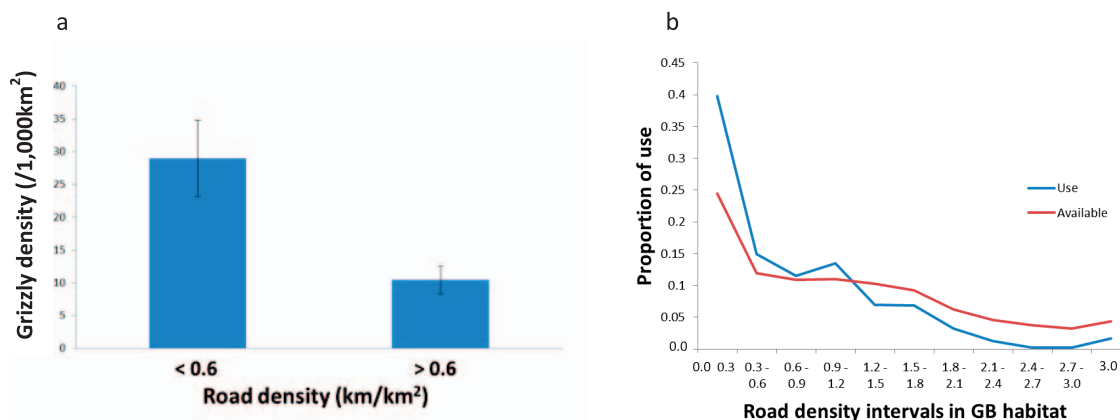 a
Grizzly density (/1,000km²)
40
35
30
25
20
15
10
5
0
< 0.6
> 0.6
Road density (km/km²)
b
Proportion of use
0.45
0.4
0.35
0.3
0.25
0.2
0.15
0.1
0.05
0.0
Use
Available
0.0 0.3 0.3 - 0.6 - 0.9 - 1.2 - 1.5 - 1.8 - 2.1 - 2.4 - 2.7 - 3.0
0.6 0.9 1.2 1.5 1.8 2.1 2.4 2.7 3.0
Road density intervals in GB habitat